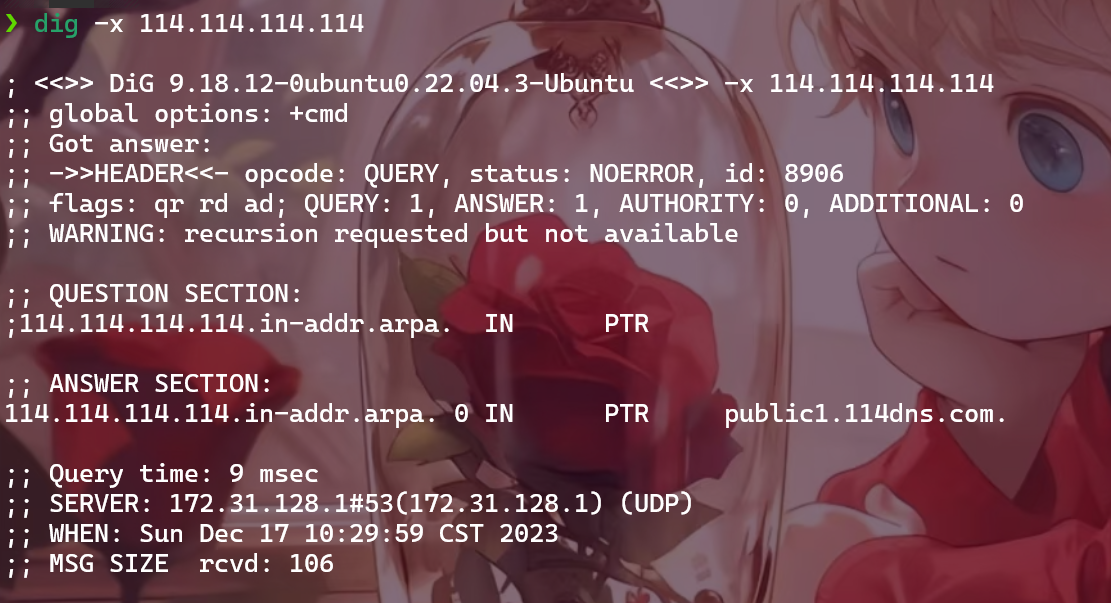 ❯ dig -x 114.114.114.114
; <<>> DiG 9.18.12-0ubuntu0.22.04.3-Ubuntu <<>> -x 114.114.114.114
;; global options: +cmd
;; Got answer:
;; ->>HEADER<<- opcode: QUERY, status: NOERROR, id: 8906
;; flags: qr rd ad; QUERY: 1, ANSWER: 1, AUTHORITY: 0, ADDITIONAL: 0
;; WARNING: recursion requested but not available
;; QUESTION SECTION:
;114.114.114.114.in-addr.arpa. IN PTR
;; ANSWER SECTION:
114.114.114.114.in-addr.arpa. 0 IN PTR public1.114dns.com.
;; Query time: 9 msec
;; SERVER: 172.31.128.1#53(172.31.128.1) (UDP)
;; WHEN: Sun Dec 17 10:29:59 CST 2023
;; MSG SIZE rcvd: 106